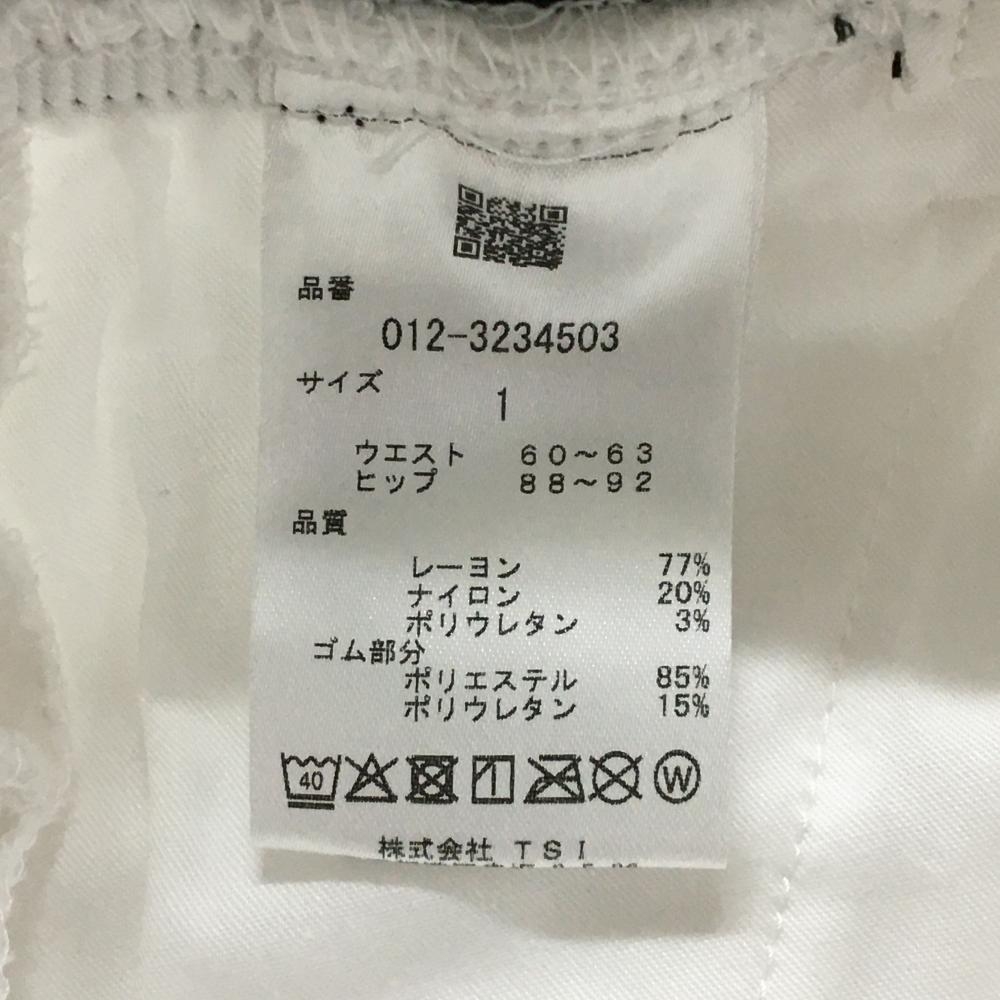 品番
012-3234503
サイズ
1
ウエスト 60～63
ヒップ 88～92
品質
レーヨン 77%
ナイロン 20%
ポリウレタン 3%
ゴム部分
ポリエステル 85%
ポリウレタン 15%
40
W
株式会社 TSI